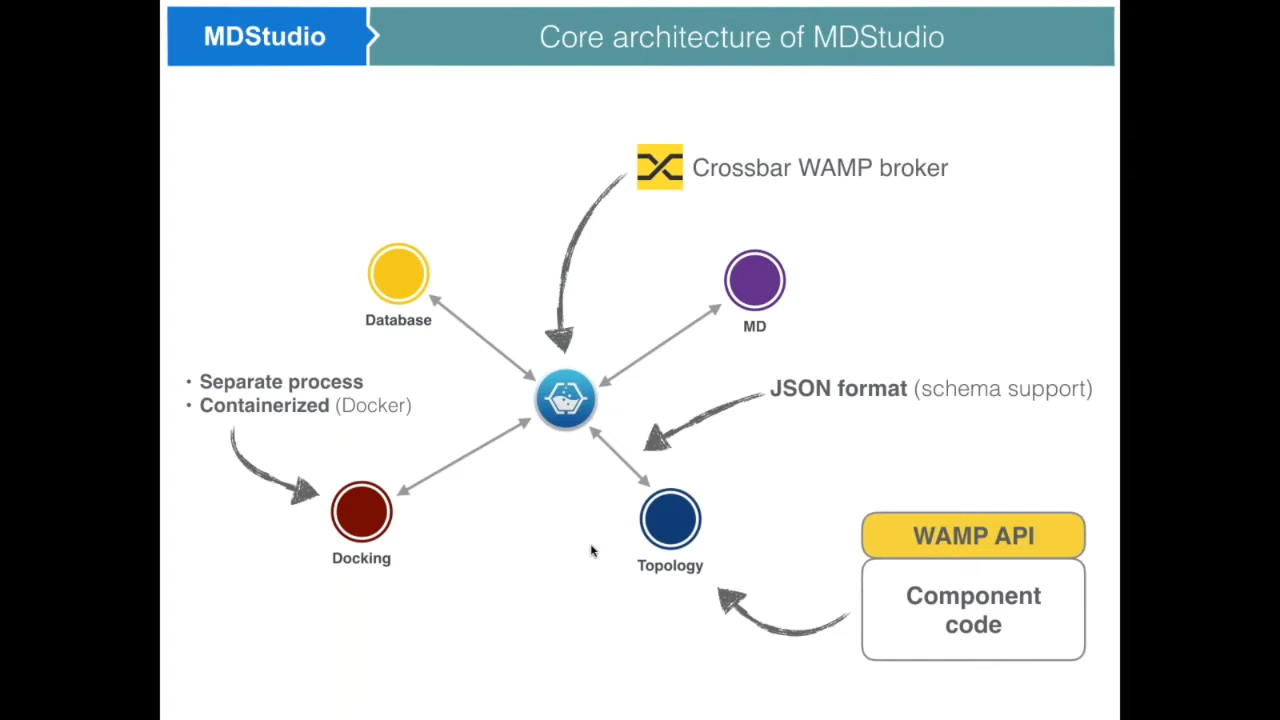 MDStudio
Core architecture of MDStudio
Crossbar WAMP broker
Database
MD
• Separate process
• Containerized (Docker)
JSON format (schema support)
Docking
Topology
WAMP API
Component
code